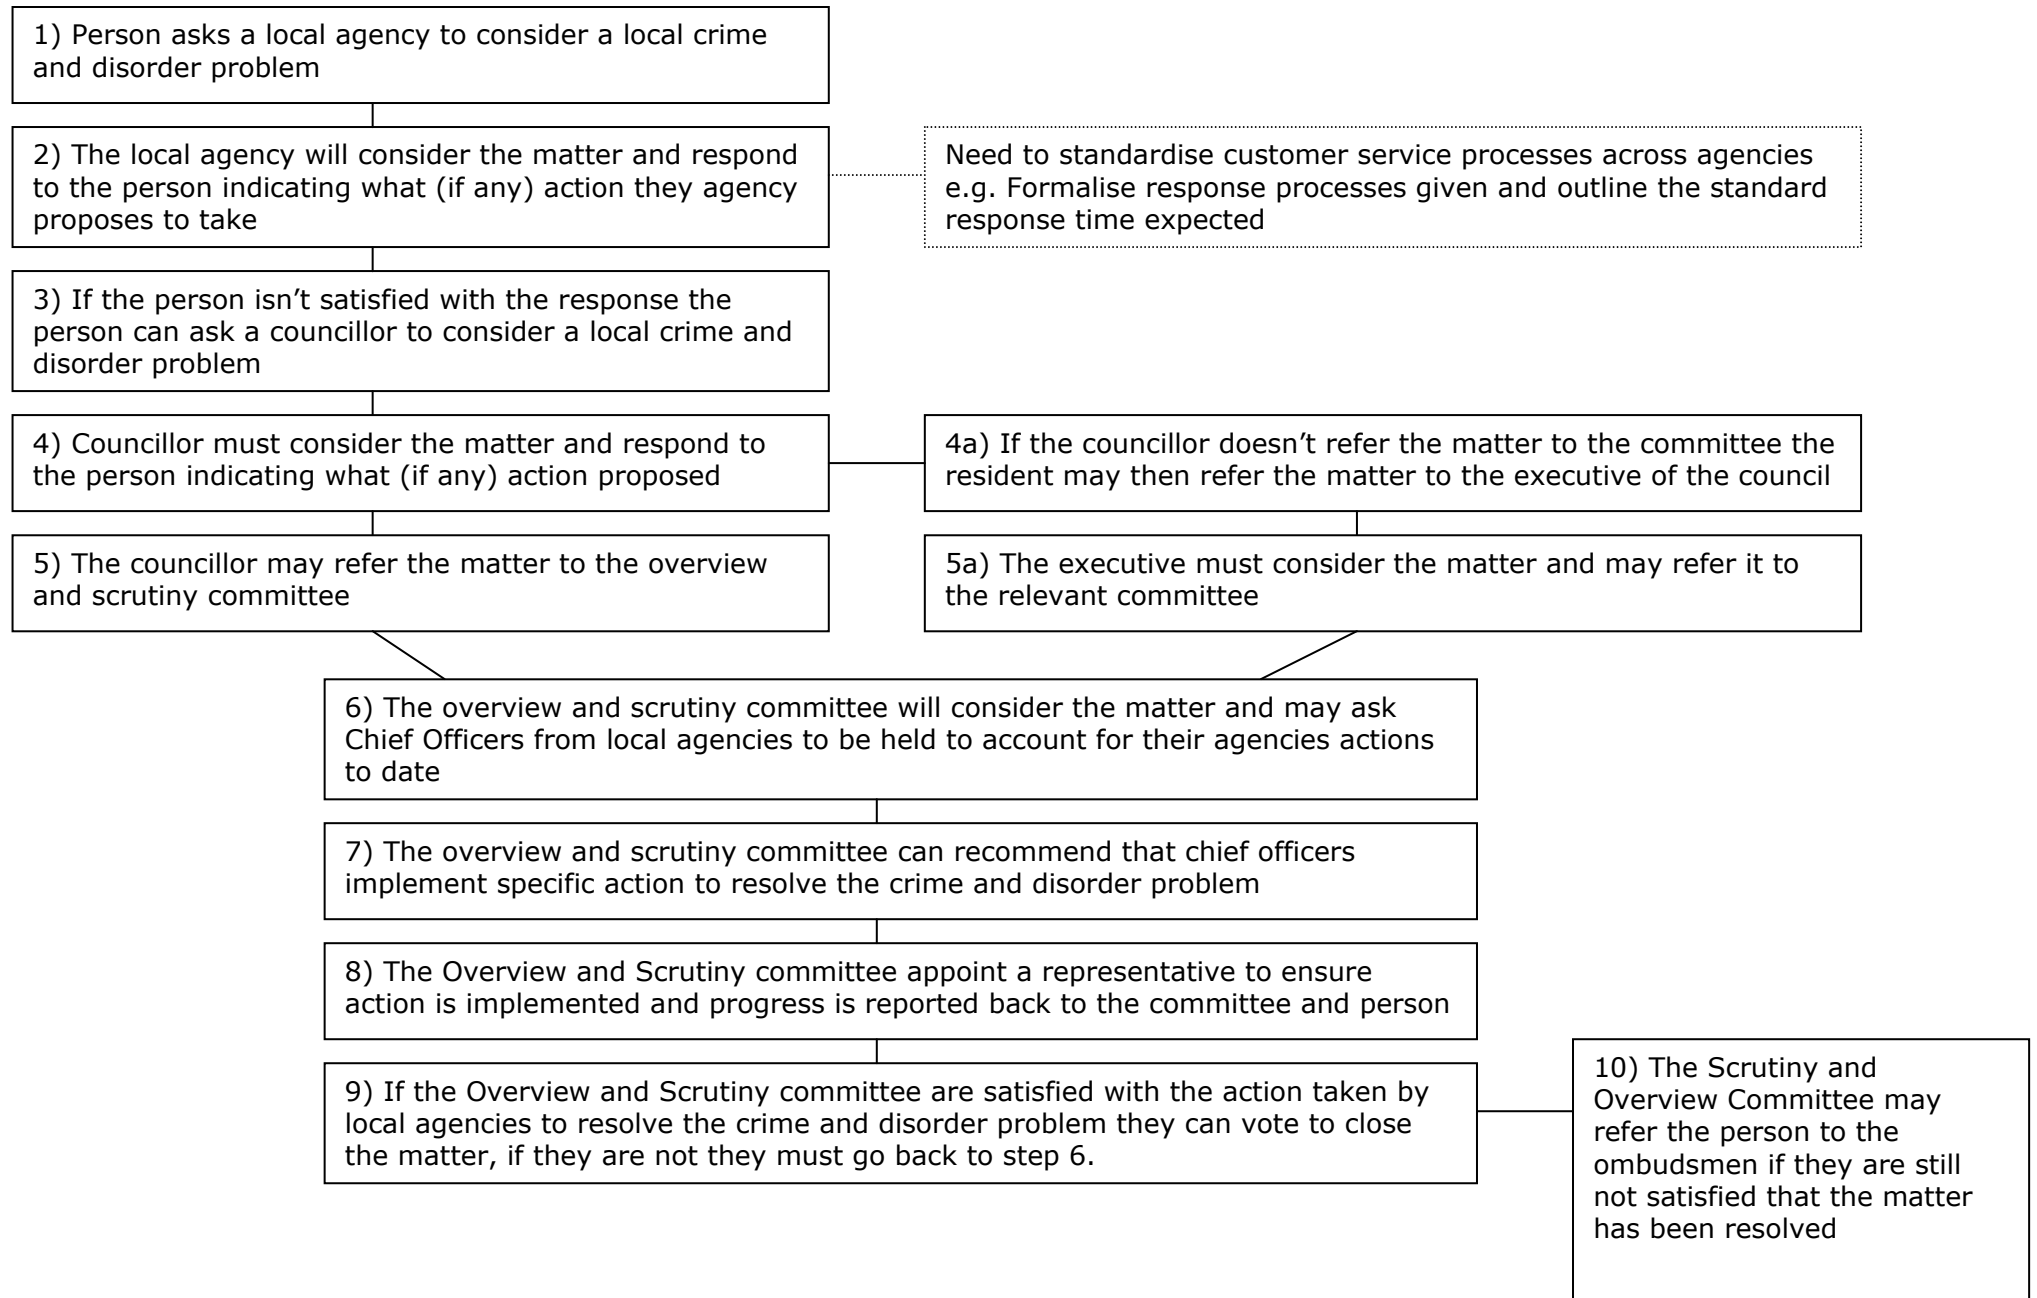 1) Person asks a local agency to consider a local crime
and disorder problem
2) The local agency will consider the matter and respond
to the person indicating what (if any) action they agency
proposes to take
Need to standardise customer service processes across agencies
e.g. Formalise response processes given and outline the standard
response time expected
3) If the person isn’t satisfied with the response the
person can ask a councillor to consider a local crime and
disorder problem
4) Councillor must consider the matter and respond to
the person indicating what (if any) action proposed
4a) If the councillor doesn’t refer the matter to the committee the
resident may then refer the matter to the executive of the council
5) The councillor may refer the matter to the overview
and scrutiny committee
5a) The executive must consider the matter and may refer it to
the relevant committee
6) The overview and scrutiny committee will consider the matter and may ask
Chief Officers from local agencies to be held to account for their agencies actions
to date
7) The overview and scrutiny committee can recommend that chief officers
implement specific action to resolve the crime and disorder problem
8) The Overview and Scrutiny committee appoint a representative to ensure
action is implemented and progress is reported back to the committee and person
9) If the Overview and Scrutiny committee are satisfied with the action taken by
local agencies to resolve the crime and disorder problem they can vote to close
the matter, if they are not they must go back to step 6.
10) The Scrutiny and
Overview Committee may
refer the person to the
ombudsmen if they are still
not satisfied that the matter
has been resolved